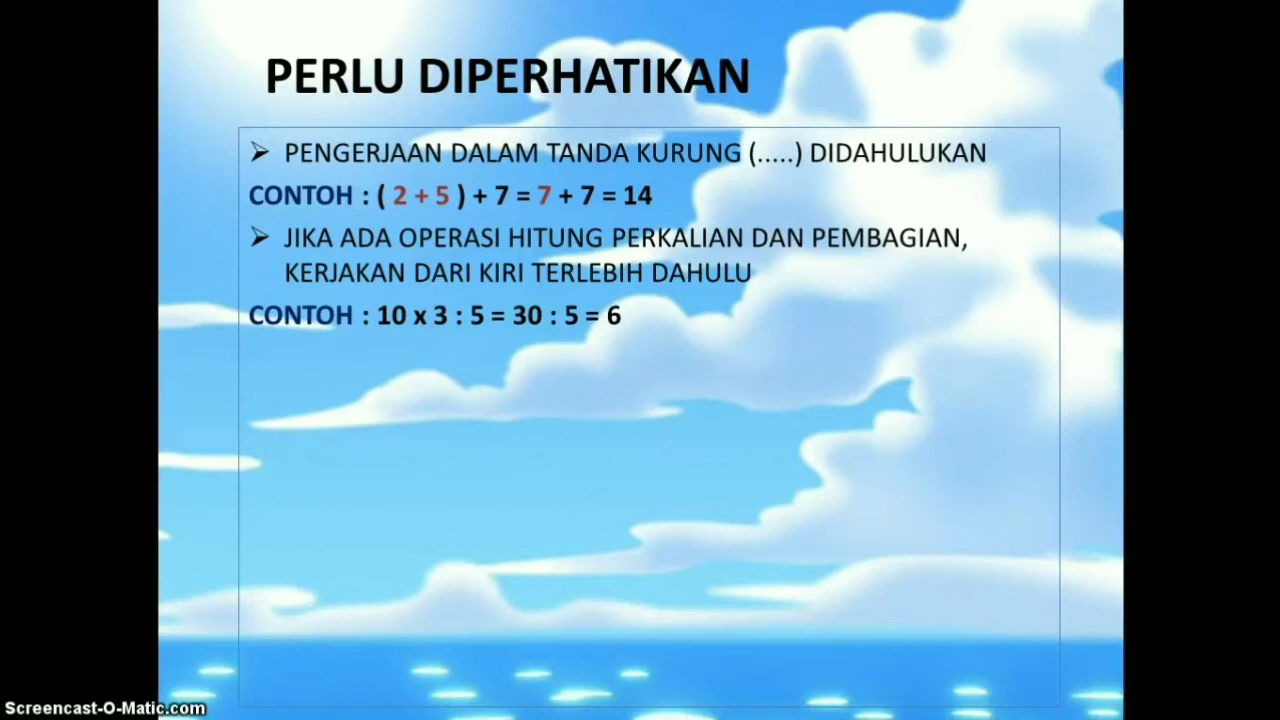 PERLU DIPERHATIKAN
➢ PENGERJAAN DALAM TANDA KURUNG (.....) DIDAHULUKAN
CONTOH : ( 2 + 5 ) + 7 = 7 + 7 = 14
➢ JIKA ADA OPERASI HITUNG PERKALIAN DAN PEMBAGIAN,
KERJAKAN DARI KIRI TERLEBIH DAHULU
CONTOH : 10 x 3 : 5 = 30 : 5 = 6
Screencast-O-Matic.com